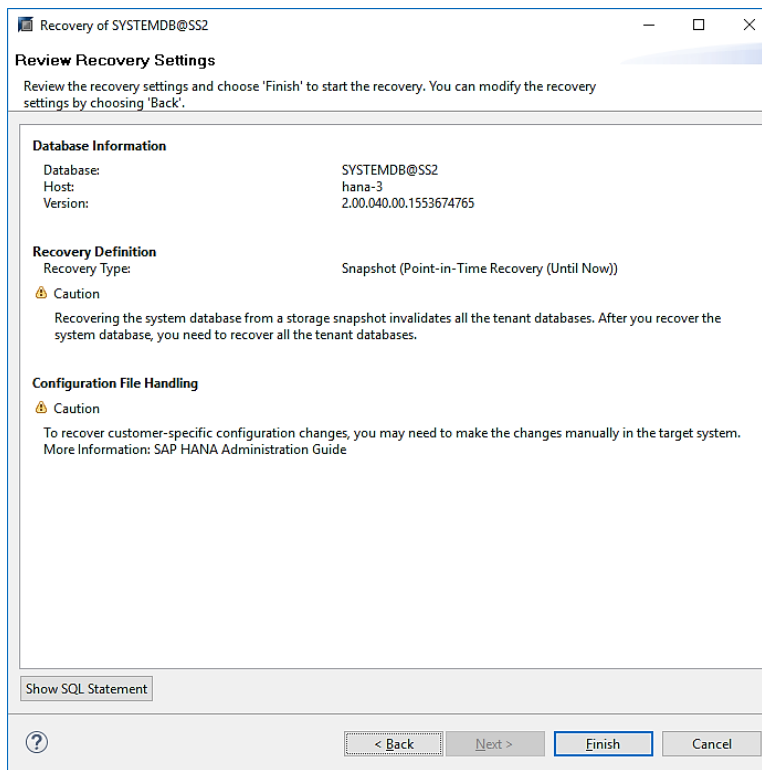 Recovery of SYSTEMDB@SS2
Review Recovery Settings
Review the recovery settings and choose 'Finish' to start the recovery. You can modify the recovery
settings by choosing 'Back'.
Database Information
Database: SYSTEMDB@SS2
Host: hana-3
Version: 2.00.040.00.1553674765
Recovery Definition
Recovery Type: Snapshot (Point-in-Time Recovery (Until Now))
Caution
Recovering the system database from a storage snapshot invalidates all the tenant databases. After you recover the
system database, you need to recover all the tenant databases.
Configuration File Handling
Caution
To recover customer-specific configuration changes, you may need to make the changes manually in the target system.
More Information: SAP HANA Administration Guide
Show SQL Statement
? < Back Next > Finish Cancel